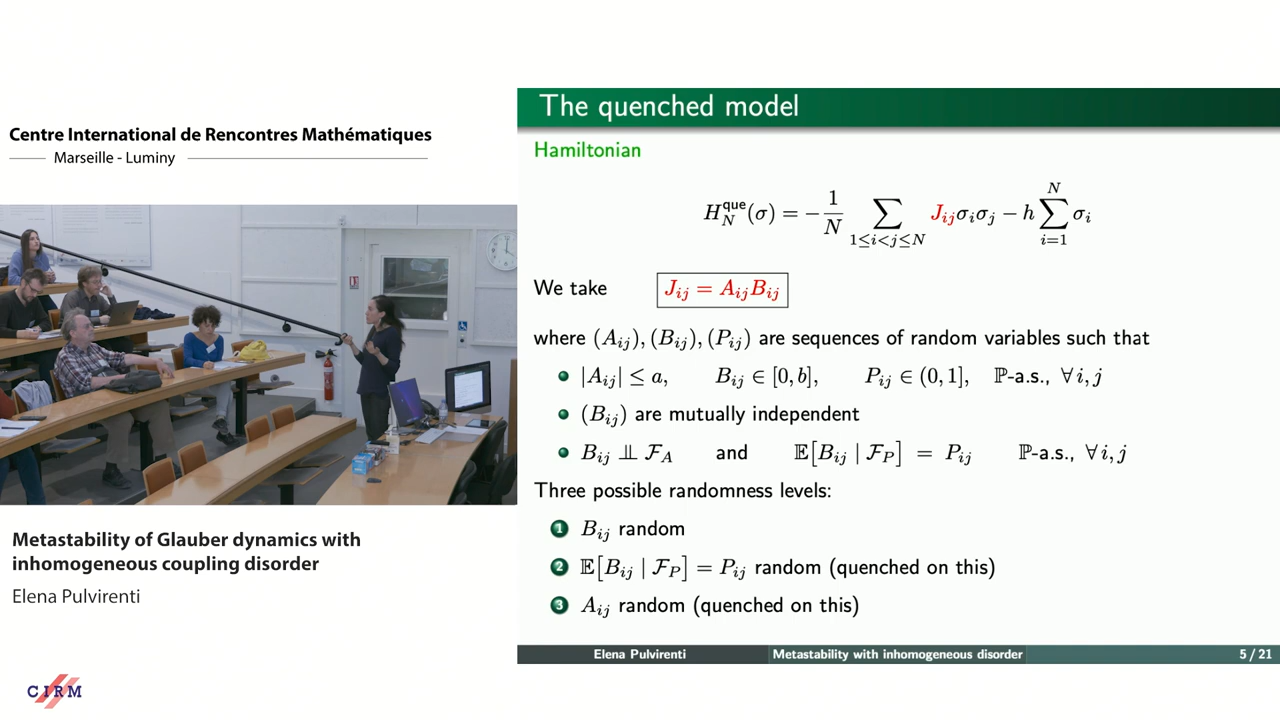 Centre International de Rencontres Mathématiques
Marseille - Luminy
Metastability of Glauber dynamics with
inhomogeneous coupling disorder
Elena Pulvirenti
CIRM
The quenched model
Hamiltonian
H_N^que(σ) = −1/N ∑_{1≤i<j≤N} J_ij σ_i σ_j − h ∑_{i=1}^N σ_i
We take J_ij = A_ij B_ij
where (A_ij), (B_ij), (P_ij) are sequences of random variables such that
• |A_ij| ≤ a, B_ij ∈ [0, b], P_ij ∈ (0, 1], ℙ-a.s., ∀ i, j
• (B_ij) are mutually independent
• B_ij ⫫ ℱ_A and 𝔼[B_ij | ℱ_P] = P_ij ℙ-a.s., ∀ i, j
Three possible randomness levels:
1 B_ij random
2 𝔼[B_ij | ℱ_P] = P_ij random (quenched on this)
3 A_ij random (quenched on this)
Elena Pulvirenti Metastability with inhomogeneous disorder 5 / 21